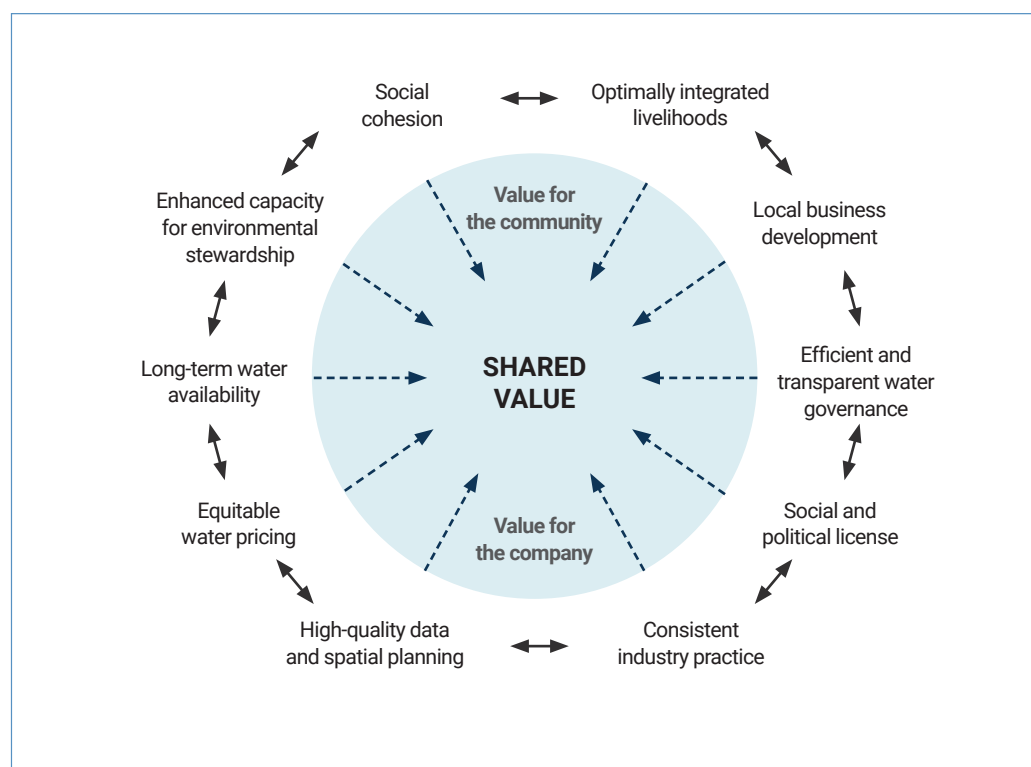 Social
cohesion
Optimally integrated
livelihoods
Enhanced capacity
for environmental
stewardship
Value for
the community
Local business
development
Long-term water
availability
SHARED
VALUE
Efficient and
transparent water
governance
Equitable
water pricing
Value for
the company
Social and
political license
High-quality data
and spatial planning
Consistent
industry practice